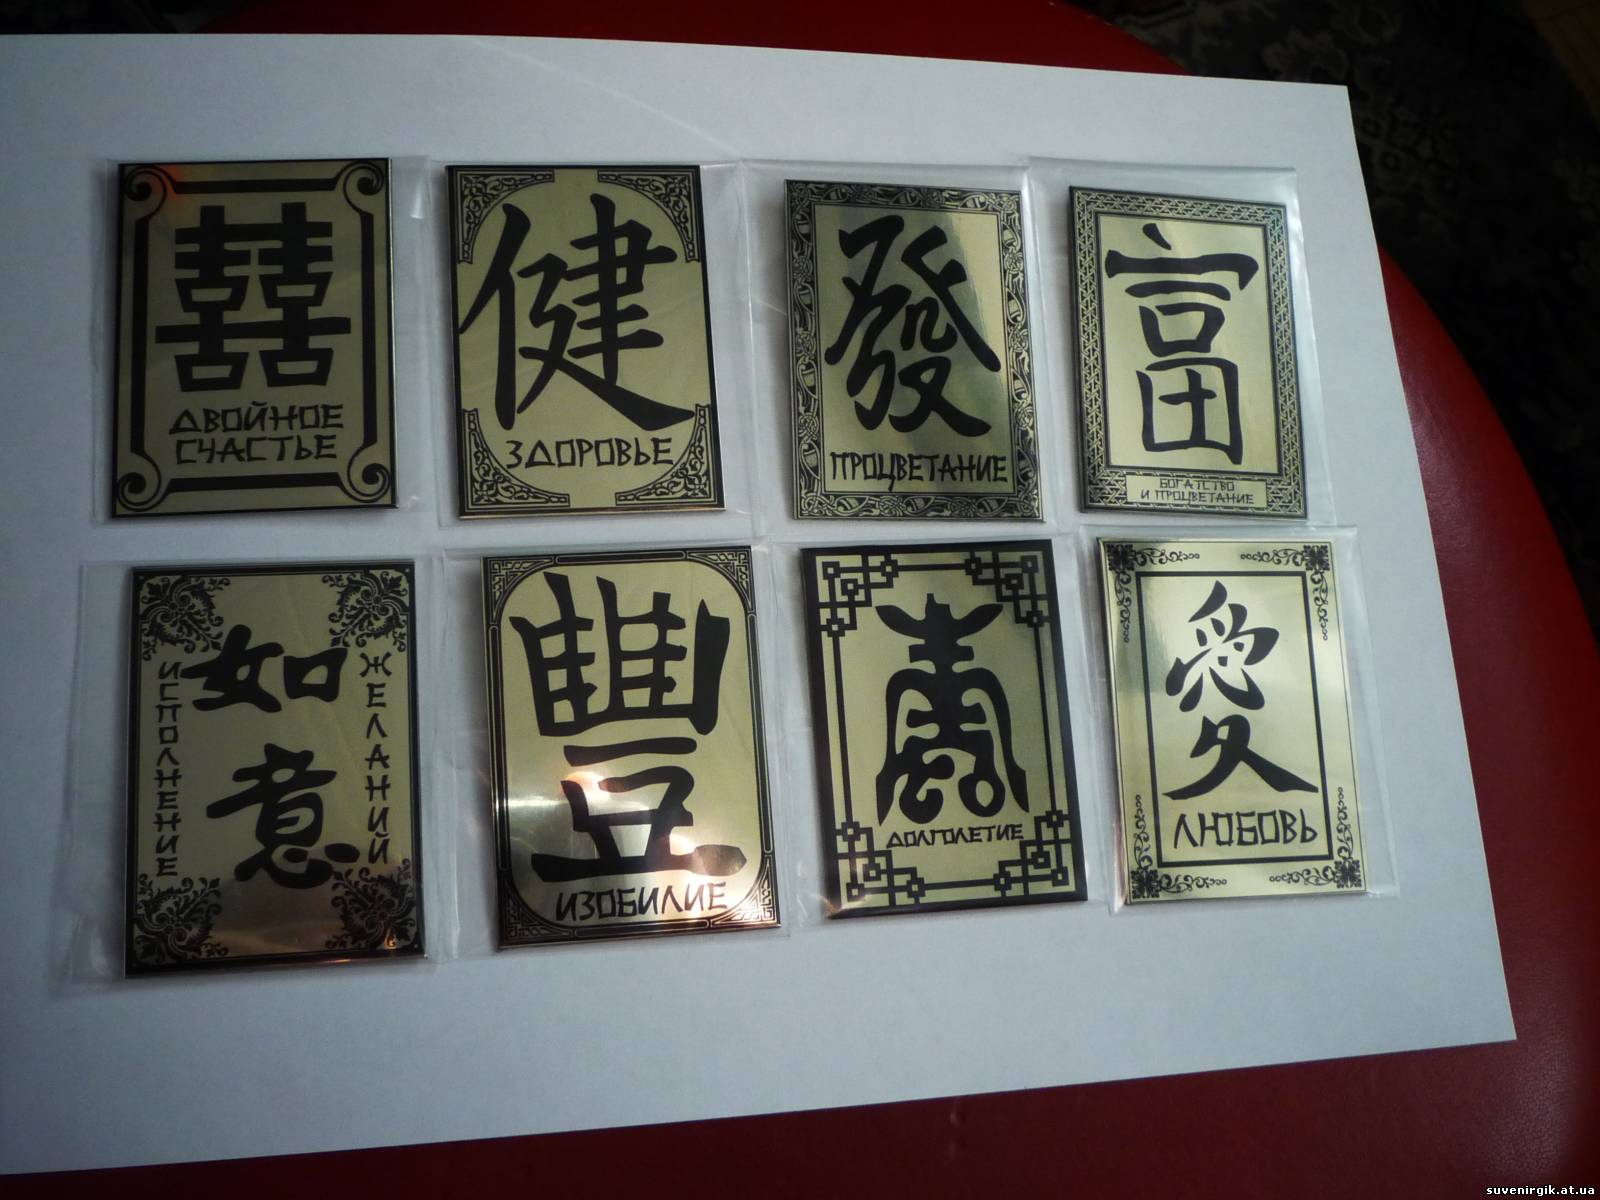 囍
ДВОЙНОЕ
СЧАСТЬЕ
健
ЗДОРОВЬЕ
發
ПРОЦВЕТАНИЕ
富
БОГАТСТВО
И ПРОЦВЕТАНИЕ
ИСПОЛНЕНИЕ
如意
ЖЕЛАНИЙ
豐
ИЗОБИЛИЕ
壽
ДОЛГОЛЕТИЕ
愛
ЛЮБОВЬ
suvenirgik.at.ua